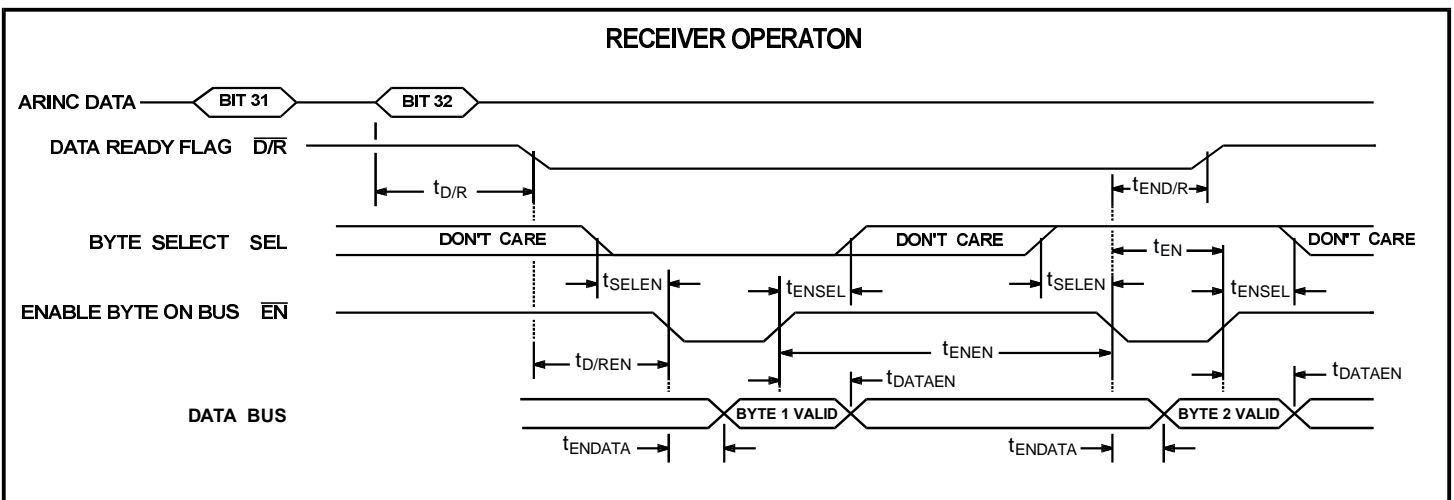 RECEIVER OPERATON
ARINC DATA BIT 31 BIT 32
DATA READY FLAG D/R
tD/R tEND/R
BYTE SELECT SEL DON'T CARE DON'T CARE DON'T CARE
tEN
tSELEN tENSEL tSELEN tENSEL
ENABLE BYTE ON BUS EN
tD/REN tENEN
tDATAEN tDATAEN
DATA BUS BYTE 1 VALID BYTE 2 VALID
tENDATA tENDATA